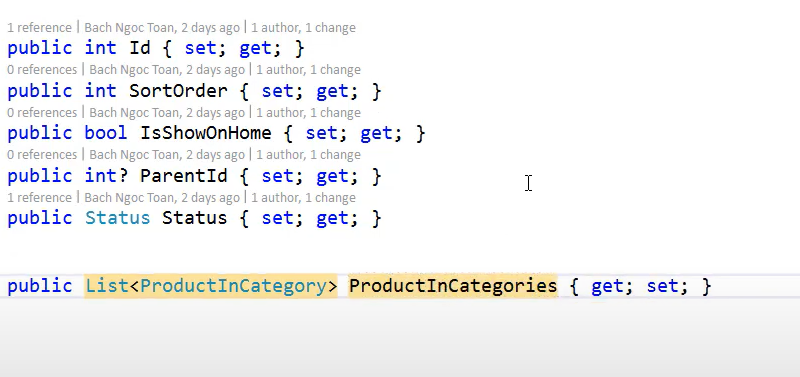 1 reference | Bach Ngoc Toan, 2 days ago | 1 author, 1 change
public int Id { set; get; }
0 references | Bach Ngoc Toan, 2 days ago | 1 author, 1 change
public int SortOrder { set; get; }
0 references | Bach Ngoc Toan, 2 days ago | 1 author, 1 change
public bool IsShowOnHome { set; get; }
0 references | Bach Ngoc Toan, 2 days ago | 1 author, 1 change
public int? ParentId { set; get; }
1 reference | Bach Ngoc Toan, 2 days ago | 1 author, 1 change
public Status Status { set; get; }
public List<ProductInCategory> ProductInCategories { get; set; }